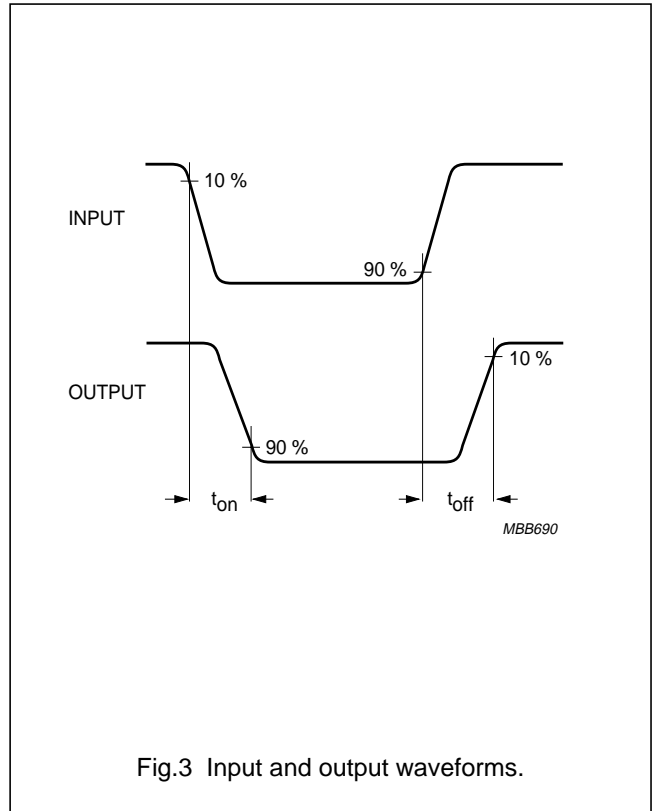 10 %
INPUT
90 %
10 %
OUTPUT
90 %
ton
toff
MBB690
Fig.3 Input and output waveforms.